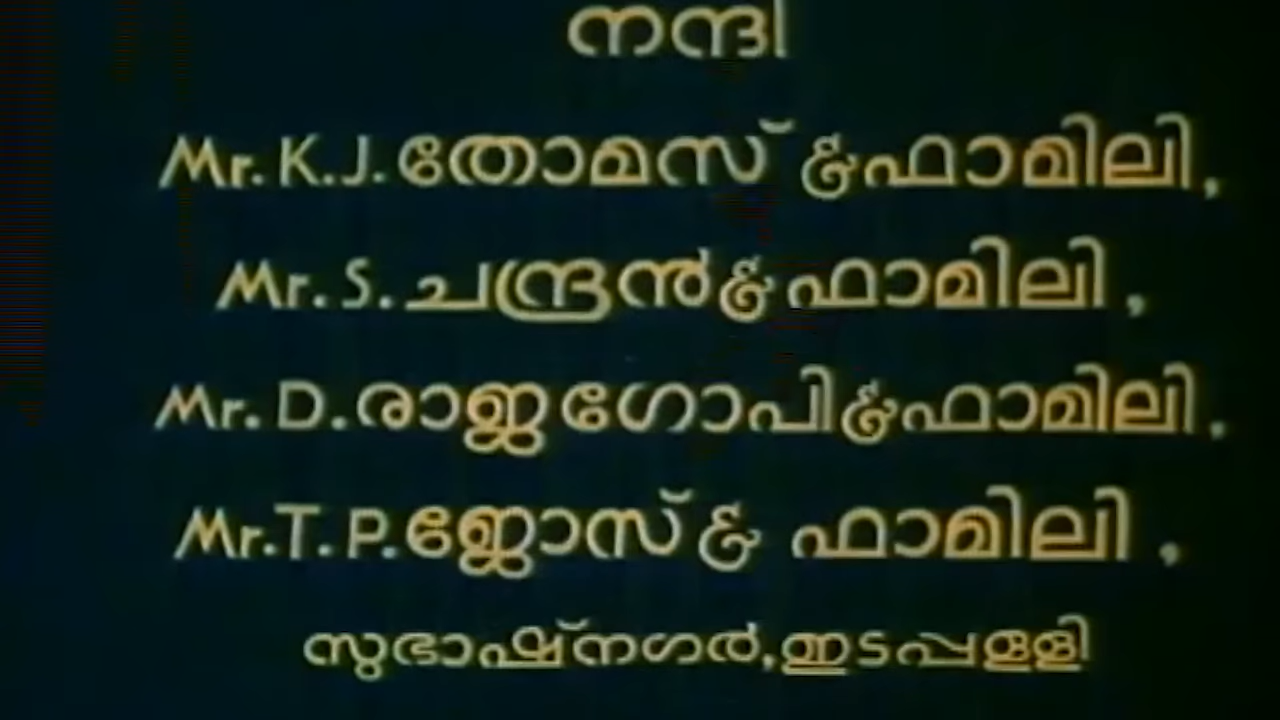 നന്ദി
Mr. K.J. തോമസ് & ഫാമിലി,
Mr. S. ചന്ദ്രൻ & ഫാമിലി ,
Mr. D. രാജഗോപി & ഫാമിലി,
Mr. T. P. ജോസ് & ഫാമിലി ,
സുഭാഷ്നഗർ, ഇടപ്പള്ളി